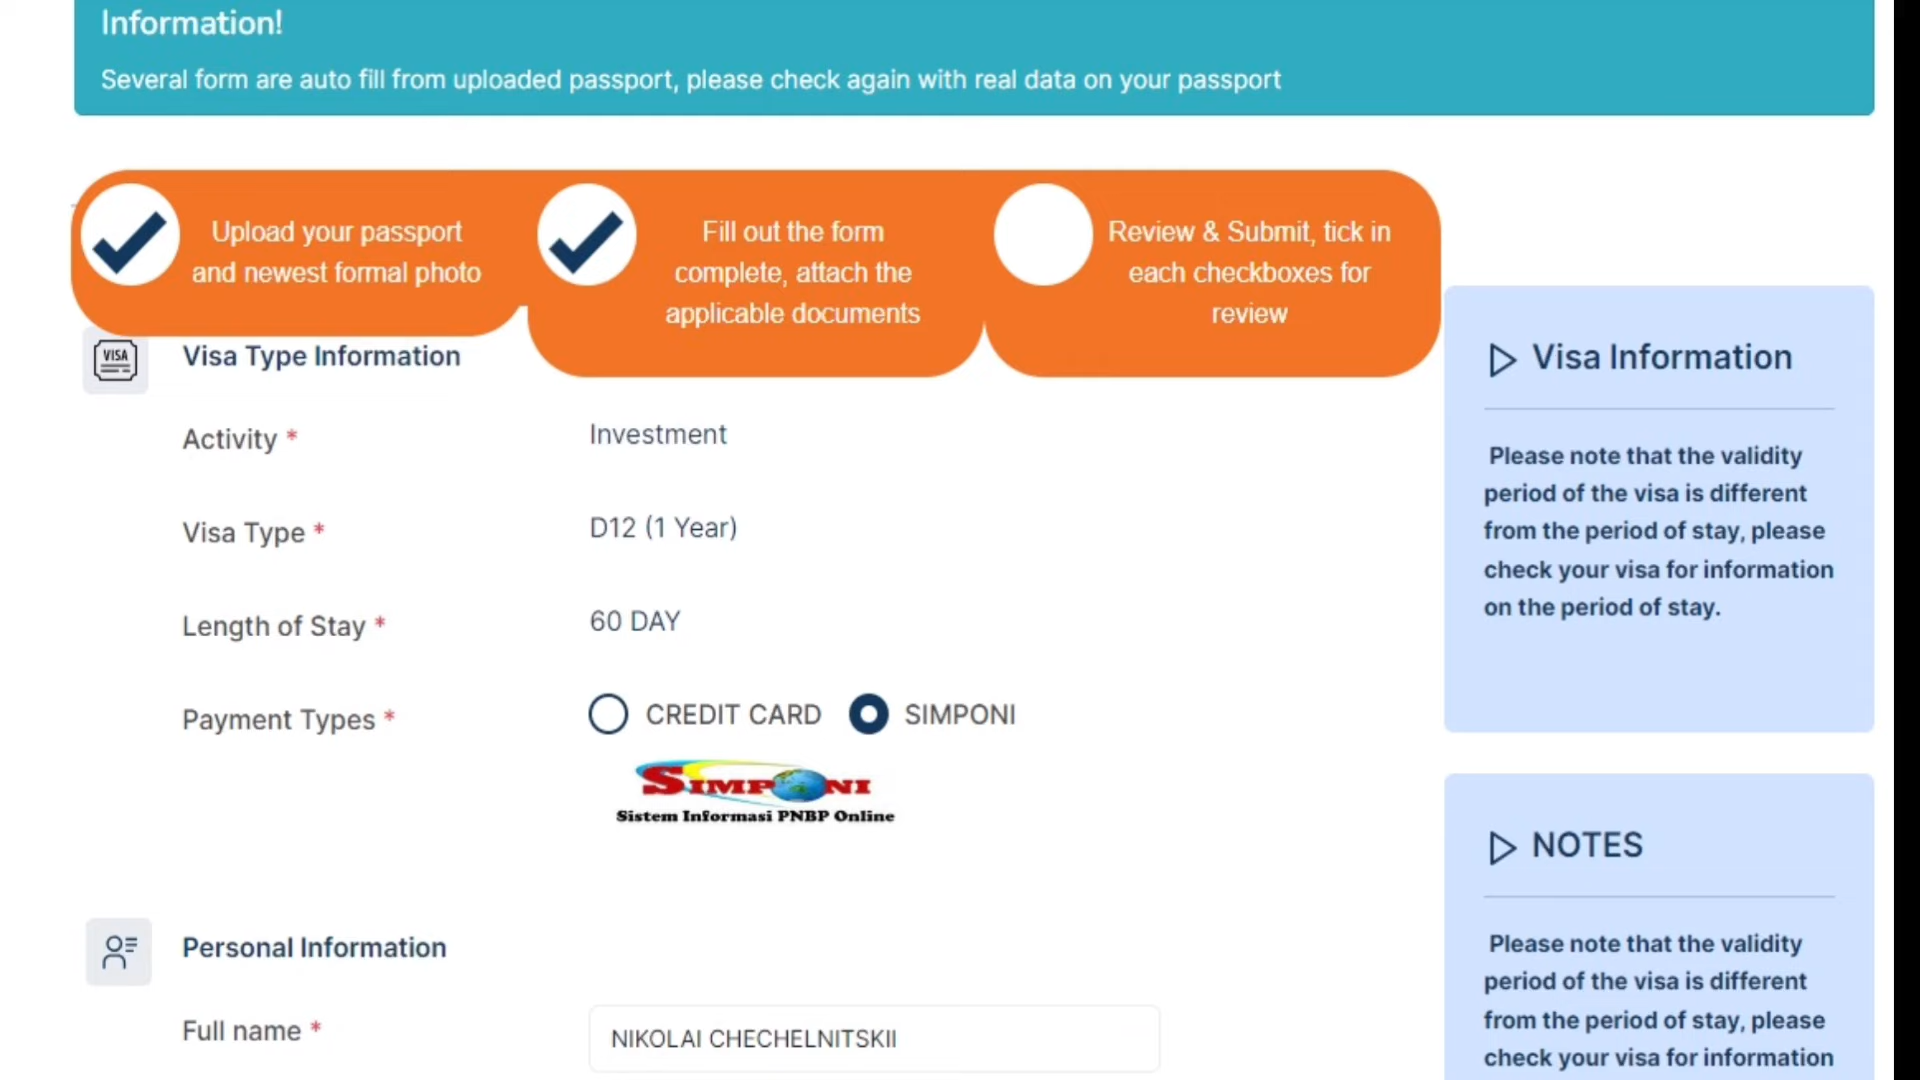 Information!
Several form are auto fill from uploaded passport, please check again with real data on your passport
Upload your passport
and newest formal photo
Fill out the form
complete, attach the
applicable documents
Review & Submit, tick in
each checkboxes for
review
VISA
Visa Type Information
Activity *
Investment
Visa Type *
D12 (1 Year)
Length of Stay *
60 DAY
Payment Types *
CREDIT CARD
SIMPONI
SIMPONI
Sistem Informasi PNBP Online
Personal Information
Full name *
NIKOLAI CHECHELNITSKII
Visa Information
Please note that the validity
period of the visa is different
from the period of stay, please
check your visa for information
on the period of stay.
NOTES
Please note that the validity
period of the visa is different
from the period of stay, please
check your visa for information